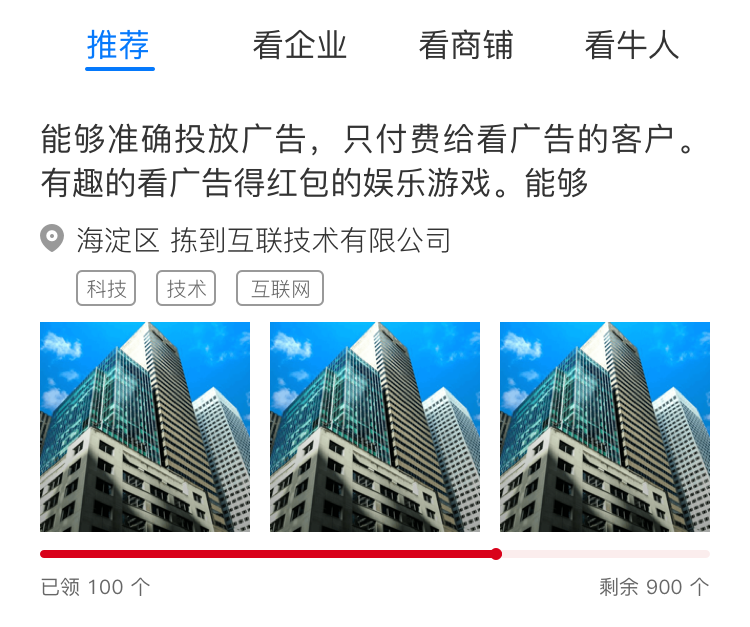 推荐 看企业 看商铺 看牛人
能够准确投放广告，只付费给看广告的客户。
有趣的看广告得红包的娱乐游戏。能够
海淀区 拣到互联技术有限公司
科技 技术 互联网
已领 100 个 剩余 900 个